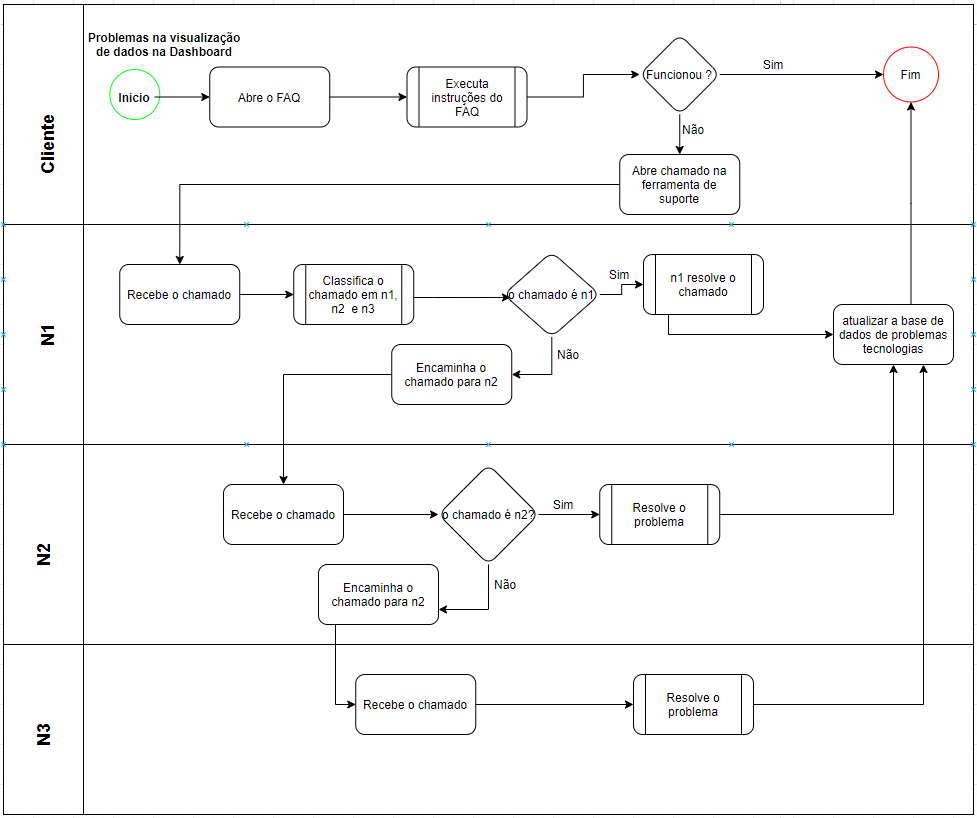 Problemas na visualização
de dados na Dashboard
Cliente
Inicio
Abre o FAQ
Executa
instruções do
FAQ
Funcionou ?
Sim
Fim
Não
Abre chamado na
ferramenta de
suporte
N1
Recebe o chamado
Classifica o
chamado em n1,
n2 e n3
o chamado é n1
Sim
n1 resolve o
chamado
atualizar a base de
dados de problemas
tecnologias
Não
Encaminha o
chamado para n2
N2
Recebe o chamado
o chamado é n2?
Sim
Resolve o
problema
Não
Encaminha o
chamado para n2
N3
Recebe o chamado
Resolve o
problema